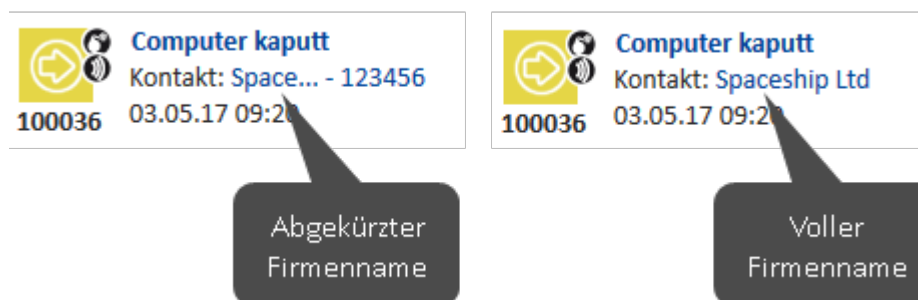 Computer kaputt
Kontakt: Space... - 123456
100036 03.05.17 09:20
Abgekürzter
Firmenname
Computer kaputt
Kontakt: Spaceship Ltd
100036 03.05.17 09:20
Voller
Firmenname